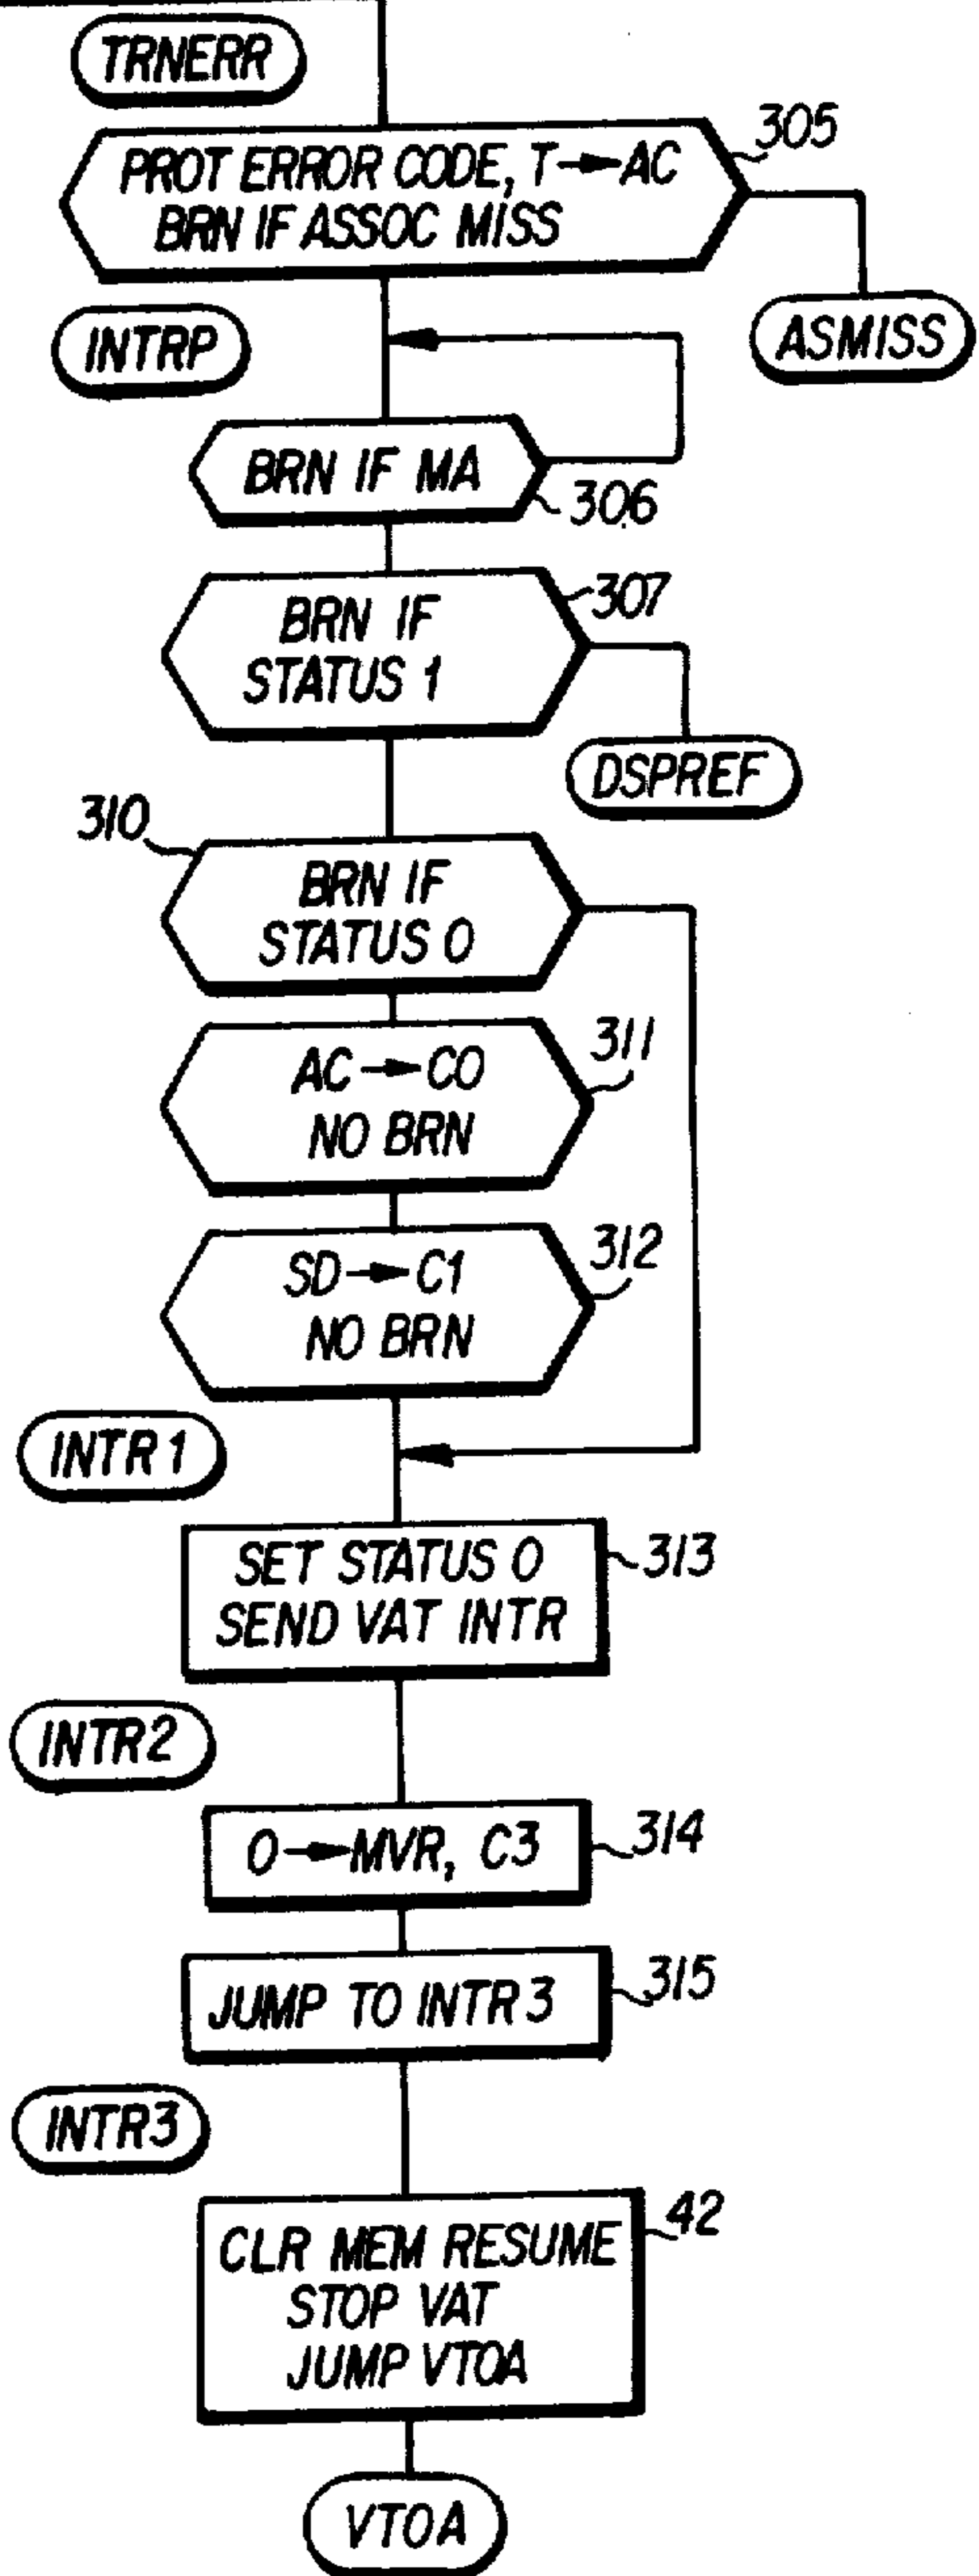 TRNERR
305
PROT ERROR CODE, T→AC
BRN IF ASSOC MISS
INTRP
ASMISS
BRN IF MA
306
BRN IF
STATUS 1
307
DSPREF
310
BRN IF
STATUS 0
AC→C0
NO BRN
311
SD→C1
NO BRN
312
INTR1
SET STATUS 0
SEND VAT INTR
313
INTR2
0→MVR, C3
314
JUMP TO INTR3
315
INTR3
CLR MEM RESUME
STOP VAT
JUMP VTOA
42
VTOA